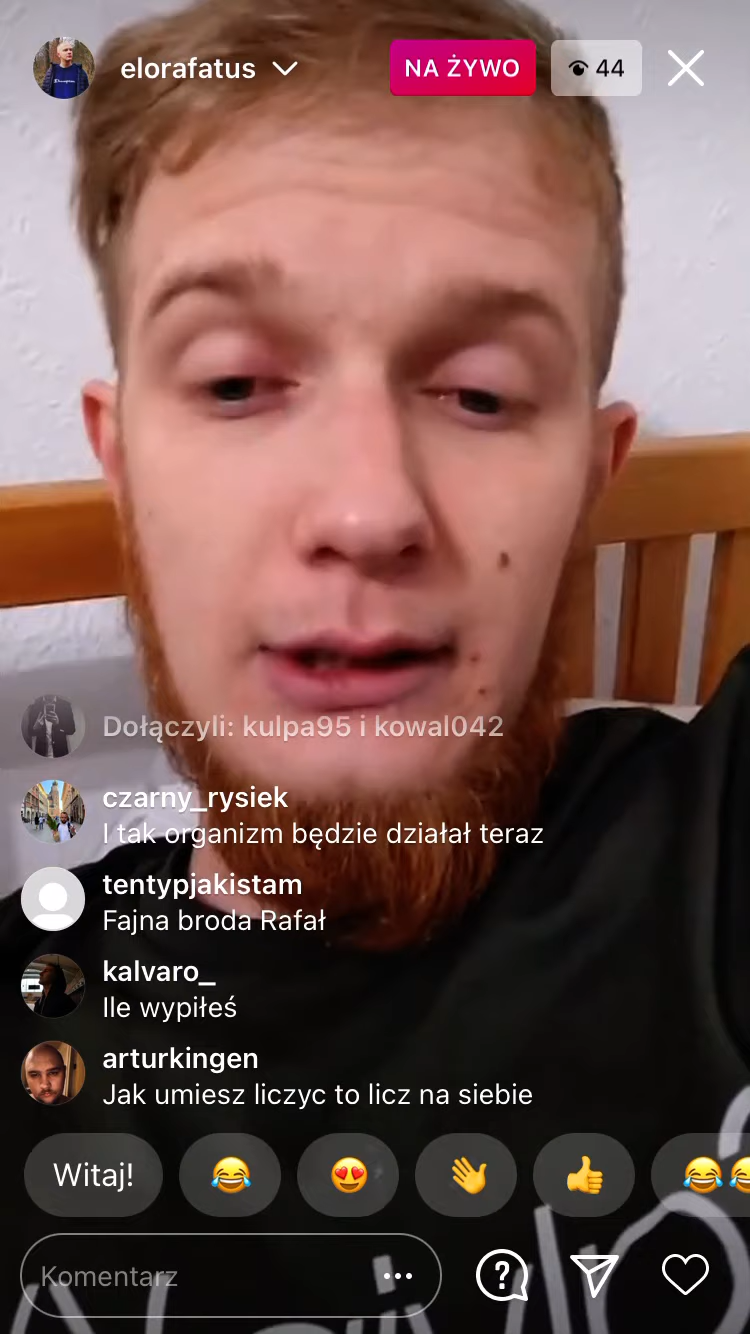 elorafatus
NA ŻYWO
44
Dołączyli: kulpa95 i kowal042
czarny_rysiek
I tak organizm będzie działał teraz
tentypjakistam
Fajna broda Rafał
kalvaro_
Ile wypiłeś
arturkingen
Jak umiesz liczyc to licz na siebie
Witaj!
Komentarz